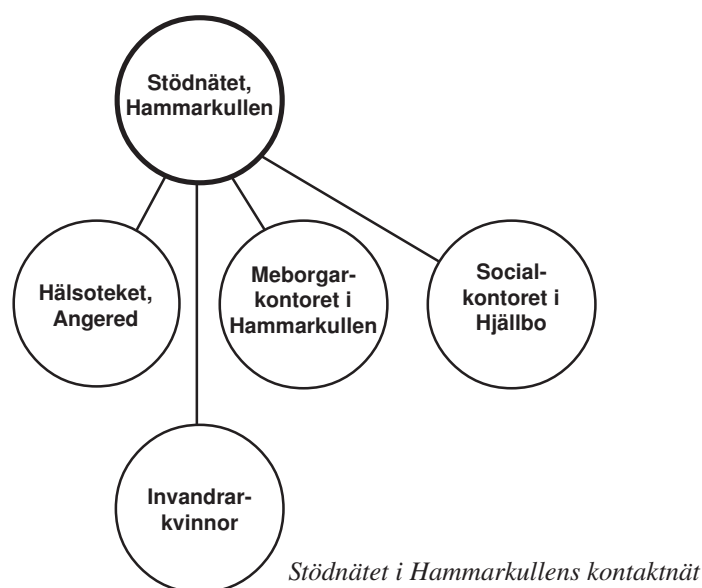 Stödnätet,
Hammarkullen
Hälsoteket,
Angered
Meborgar-
kontoret i
Hammarkullen
Social-
kontoret i
Hjällbo
Invandrar-
kvinnor
Stödnätet i Hammarkullens kontaktnät